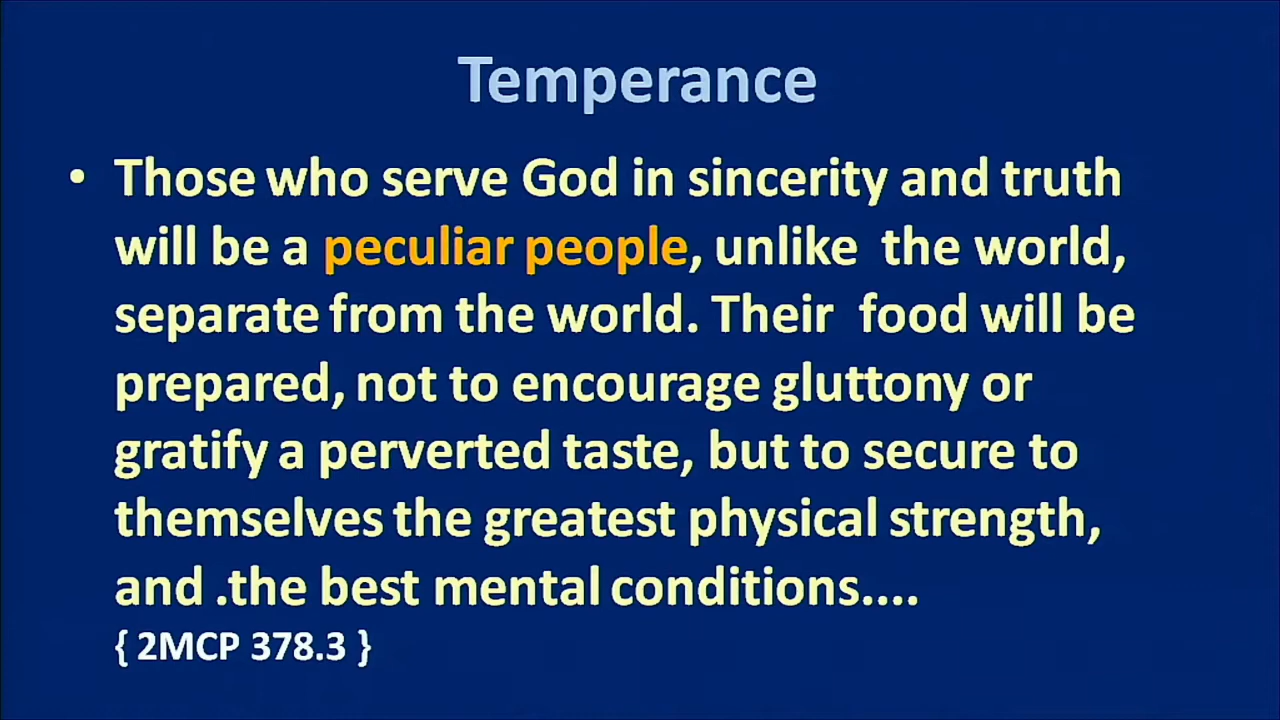 Temperance
• Those who serve God in sincerity and truth
will be a peculiar people, unlike the world,
separate from the world. Their food will be
prepared, not to encourage gluttony or
gratify a perverted taste, but to secure to
themselves the greatest physical strength,
and .the best mental conditions....
{ 2MCP 378.3 }